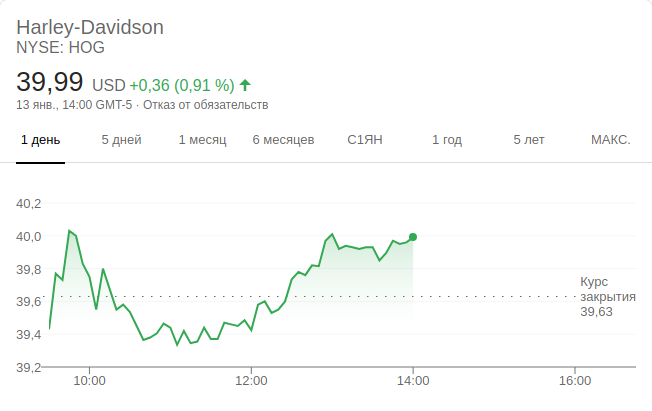 Harley-Davidson
NYSE: HOG
39,99 USD +0,36 (0,91 %)
13 янв., 14:00 GMT-5 · Отказ от обязательств
1 день 5 дней 1 месяц 6 месяцев С1ЯН 1 год 5 лет МАКС.
40,2
40,0
39,8
39,6
39,4
39,2
Курс
закрытия
39,63
10:00 12:00 14:00 16:00